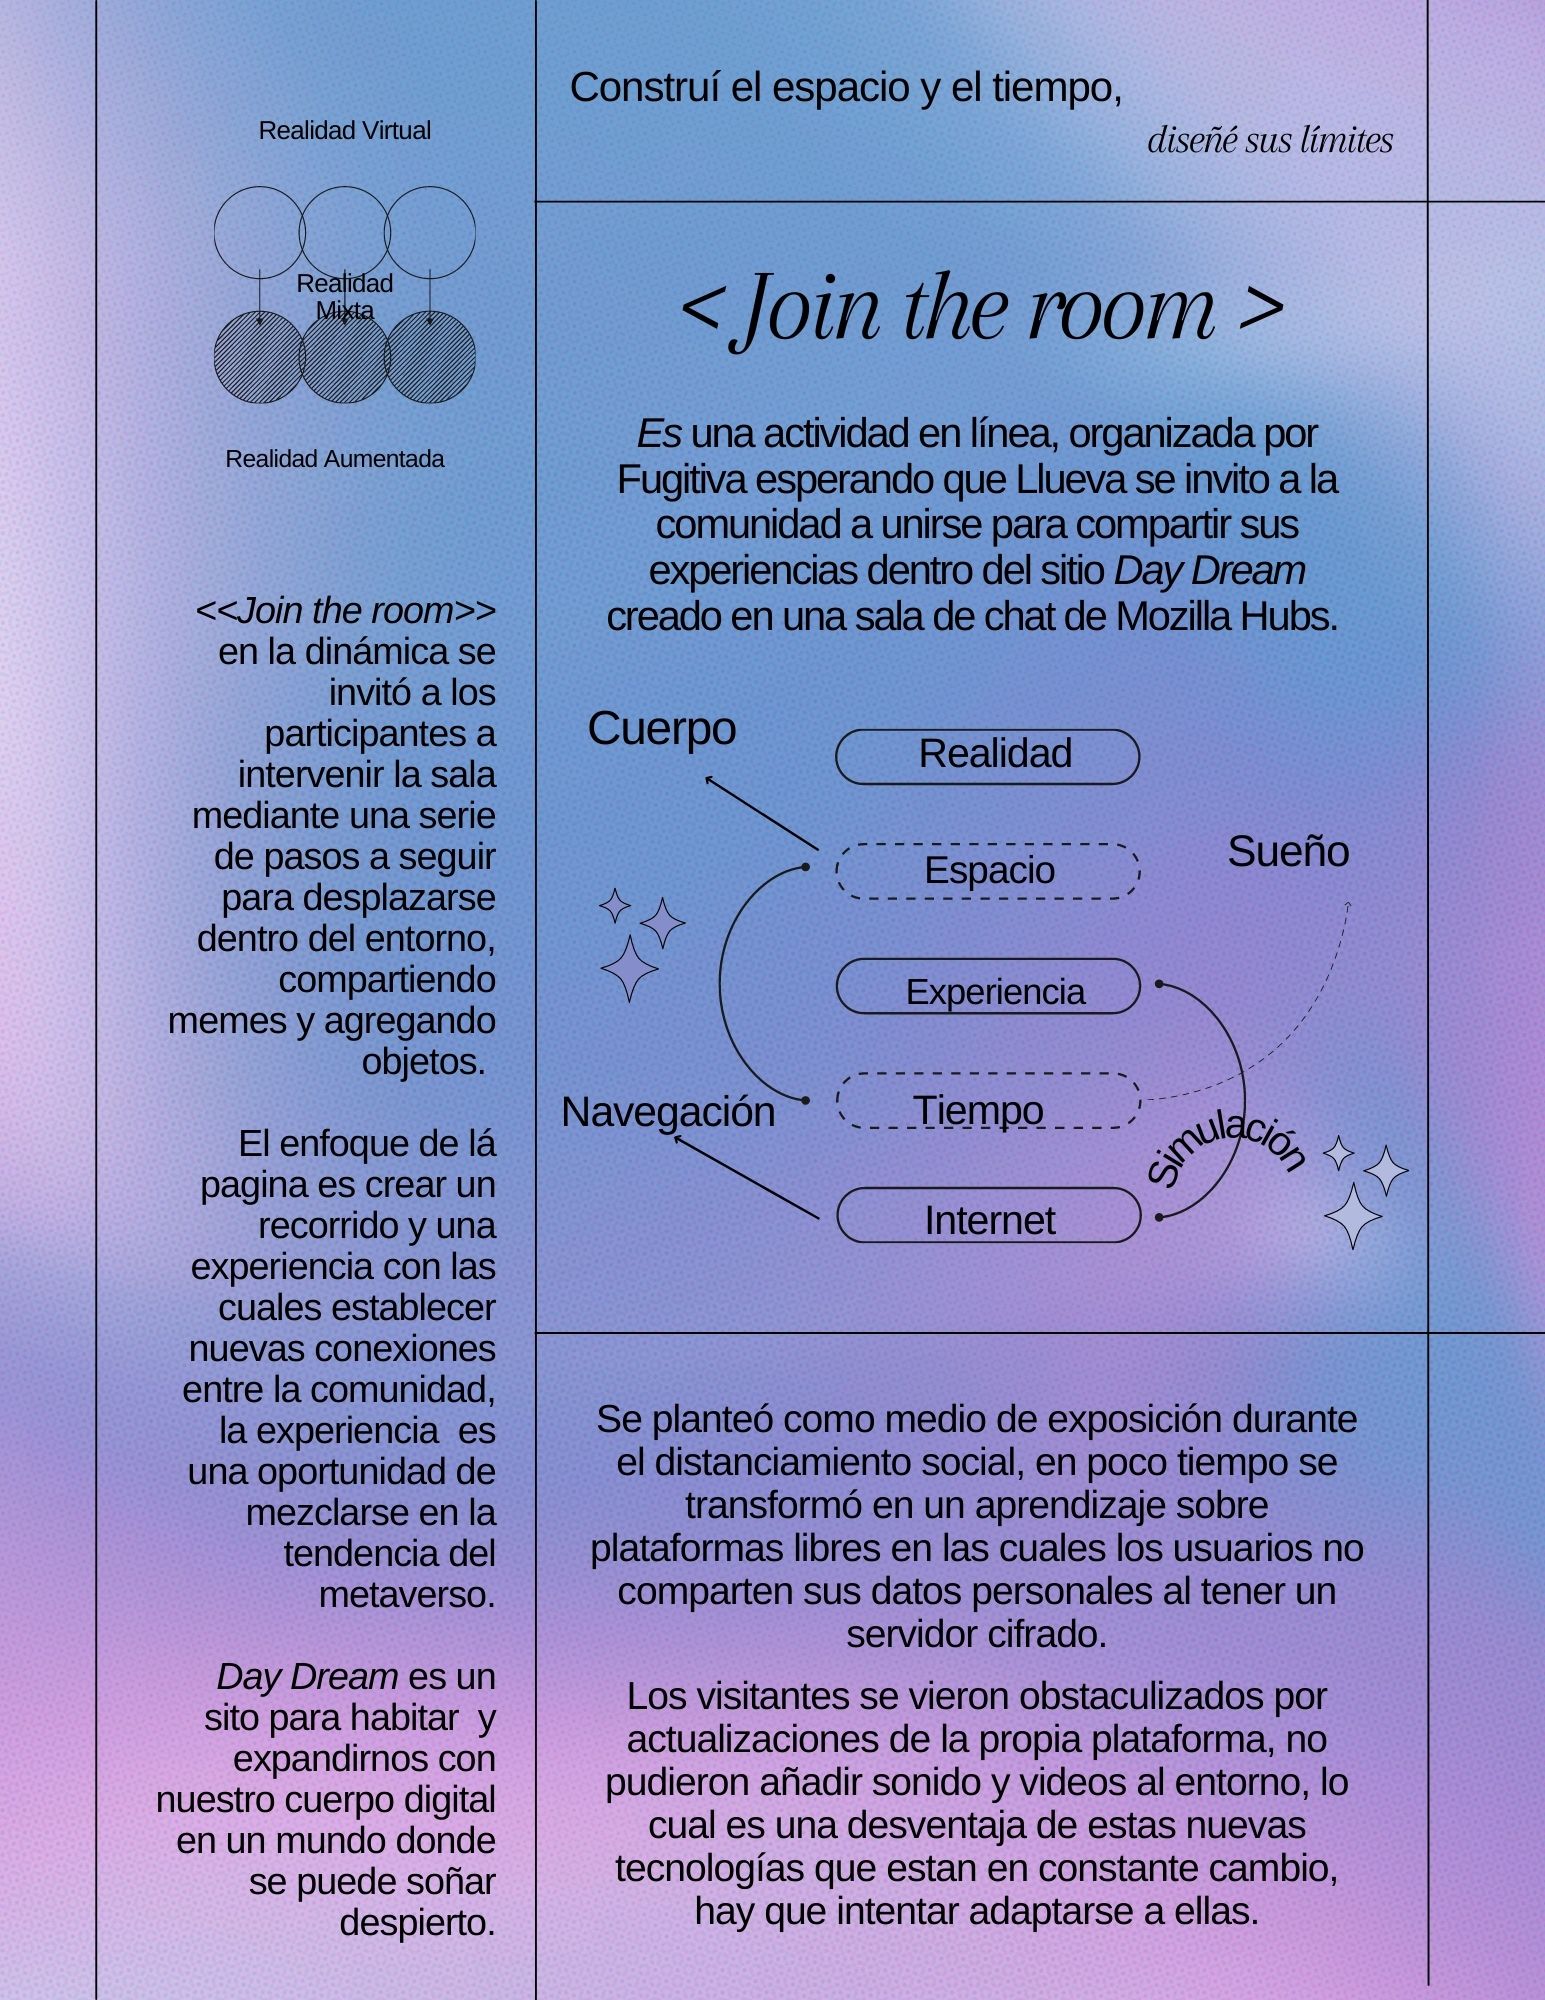 Construí el espacio y el tiempo,
diseñé sus límites
Realidad Virtual
Realidad
Mixta
Realidad Aumentada
<<Join the room>>
en la dinámica se
invitó a los
participantes a
intervenir la sala
mediante una serie
de pasos a seguir
para desplazarse
dentro del entorno,
compartiendo
memes y agregando
objetos.
El enfoque de lá
pagina es crear un
recorrido y una
experiencia con las
cuales establecer
nuevas conexiones
entre la comunidad,
la experiencia  es
una oportunidad de
mezclarse en la
tendencia del
metaverso.
Day Dream es un
sito para habitar  y
expandirnos con
nuestro cuerpo digital
en un mundo donde
se puede soñar
despierto.
< Join the room >
Es una actividad en línea, organizada por
Fugitiva esperando que Llueva se invito a la
comunidad a unirse para compartir sus
experiencias dentro del sitio Day Dream
creado en una sala de chat de Mozilla Hubs.
Cuerpo
Realidad
Espacio
Sueño
Experiencia
Navegación
Tiempo
Simulación
Internet
Se planteó como medio de exposición durante
el distanciamiento social, en poco tiempo se
transformó en un aprendizaje sobre
plataformas libres en las cuales los usuarios no
comparten sus datos personales al tener un
servidor cifrado.
Los visitantes se vieron obstaculizados por
actualizaciones de la propia plataforma, no
pudieron añadir sonido y videos al entorno, lo
cual es una desventaja de estas nuevas
tecnologías que estan en constante cambio,
hay que intentar adaptarse a ellas.